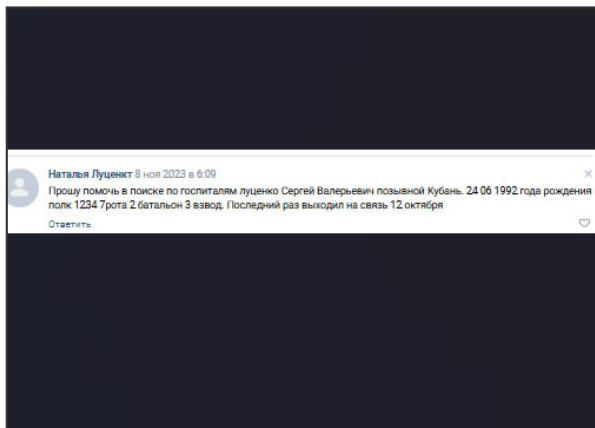 Наталья Луценкт 8 ноя 2023 в 6:09
Прошу помочь в поиске по госпиталям луценко Сергей Валерьевич позывной Кубань. 24 06 1992.года рождения
полк 1234 7рота 2.батальон 3 взвод. Последний раз выходил на связь 12 октября
Ответить